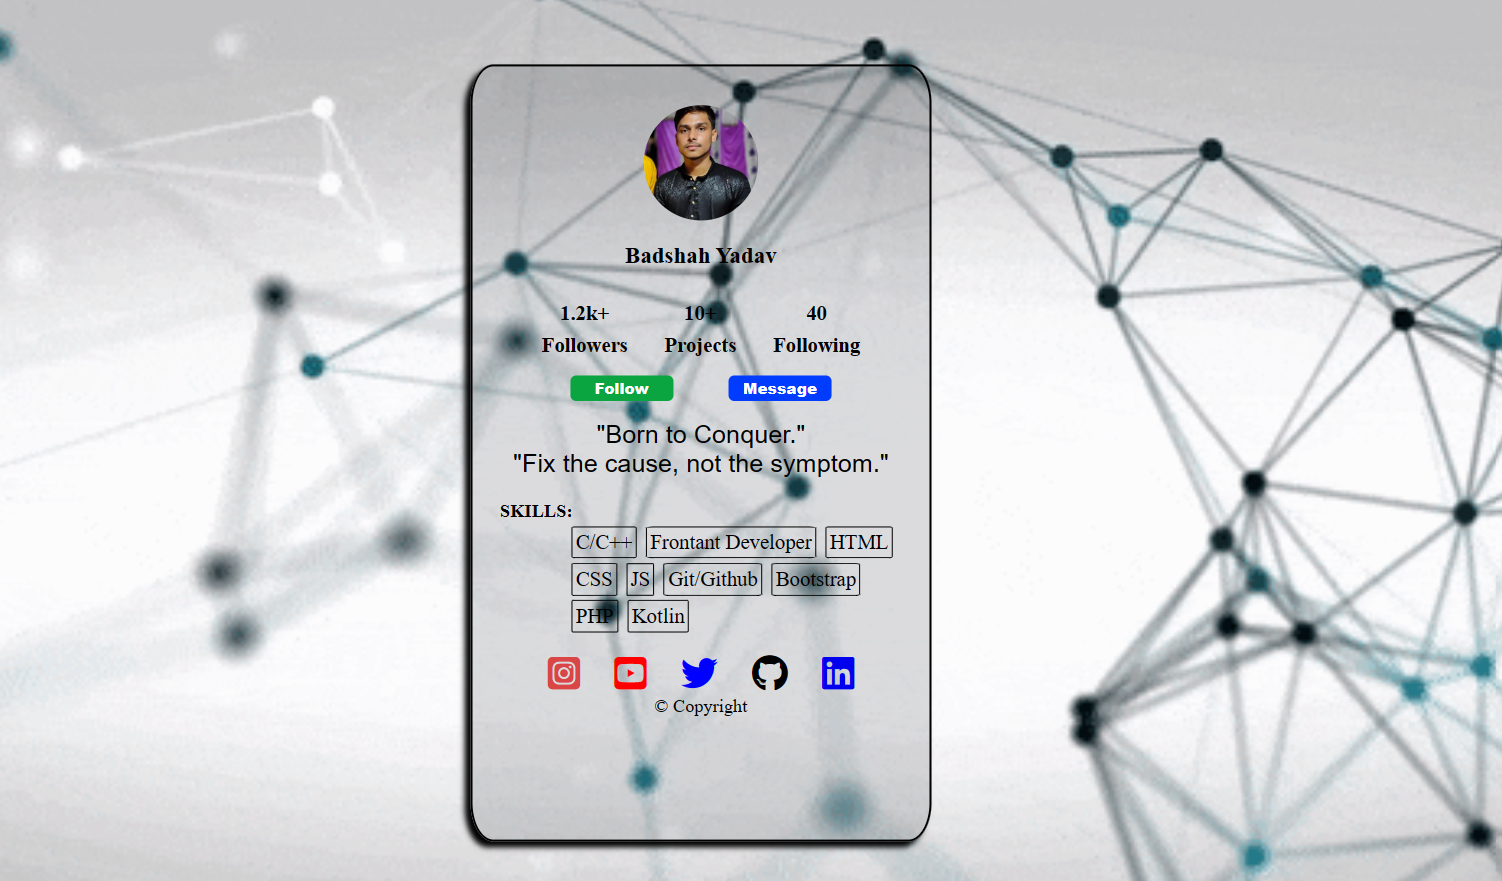 Badshah Yadav
1.2k+ 10+ 40
Followers Projects Following
Follow Message
"Born to Conquer."
"Fix the cause, not the symptom."
SKILLS:
C/C++ Frontant Developer HTML
CSS JS Git/Github Bootstrap
PHP Kotlin
in
© Copyright